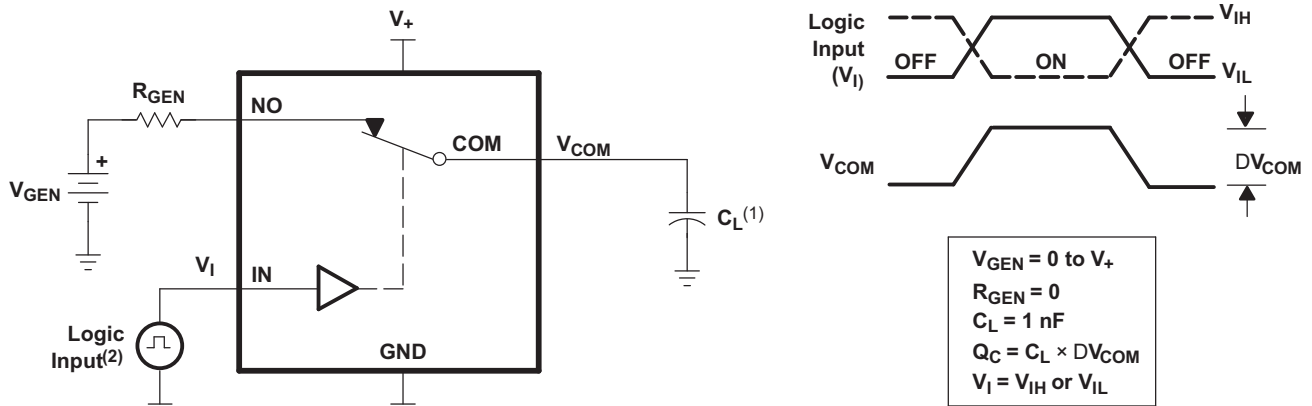 V+
RGEN
NO
COM
VCOM
VGEN
+
CL(1)
VI
IN
Logic
Input(2)
GND
Logic
Input
(VI)
OFF
ON
OFF
VIH
VIL
VCOM
DVCOM
VGEN = 0 to V+
RGEN = 0
CL = 1 nF
QC = CL × DVCOM
VI = VIH or VIL